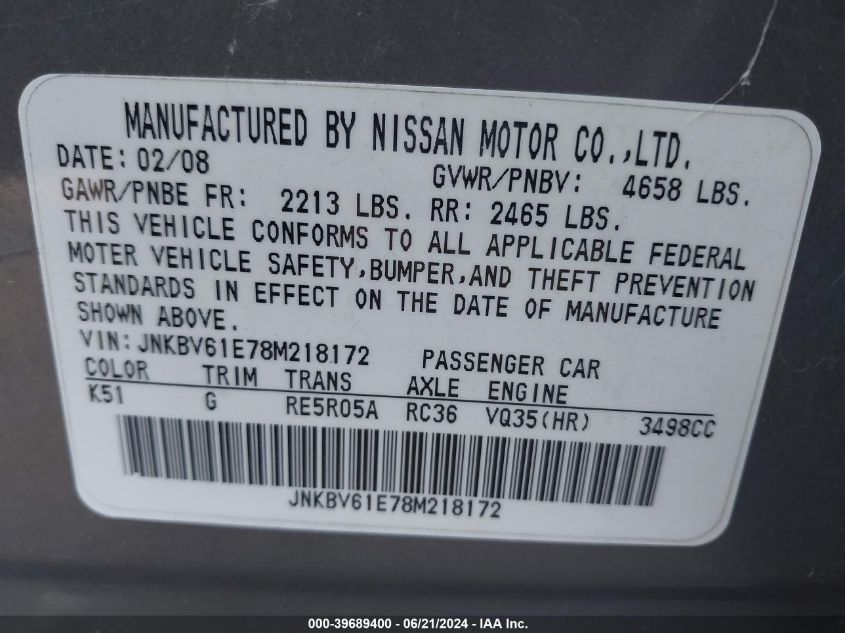 MANUFACTURED BY NISSAN MOTOR CO.,LTD.
DATE: 02/08 GVWR/PNBV: 4658 LBS.
GAWR/PNBE FR: 2213 LBS. RR: 2465 LBS.
THIS VEHICLE CONFORMS TO ALL APPLICABLE FEDERAL
MOTER VEHICLE SAFETY,BUMPER,AND THEFT PREVENTION
STANDARDS IN EFFECT ON THE DATE OF MANUFACTURE
SHOWN ABOVE.
VIN: JNKBV61E78M218172 PASSENGER CAR
COLOR TRIM TRANS AXLE ENGINE
K51 G RE5R05A RC36 VQ35(HR) 3498CC
JNKBV61E78M218172
000-39689400 - 06/21/2024 - IAAI.COM